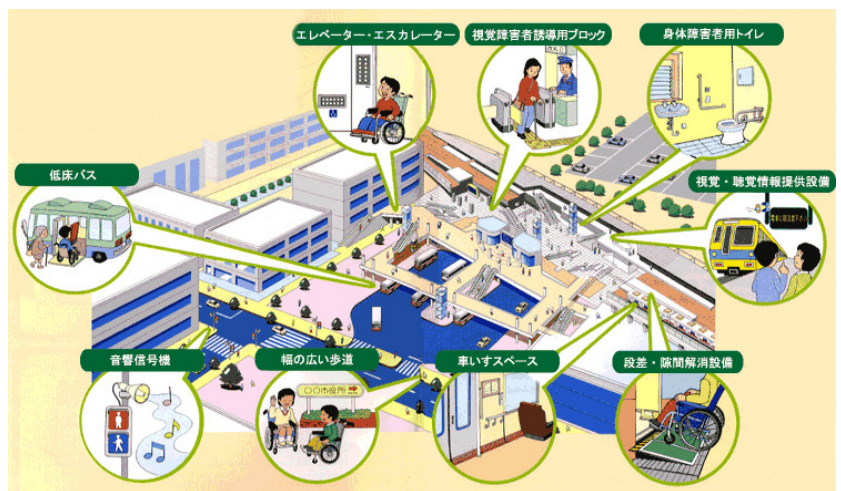 エレベーター・エスカレーター
視覚障害者誘導用ブロック
身体障害者用トイレ
低床バス
視覚・聴覚情報提供設備
音響信号機
幅の広い歩道
〇〇市役所
車いすスペース
段差・隙間解消設備